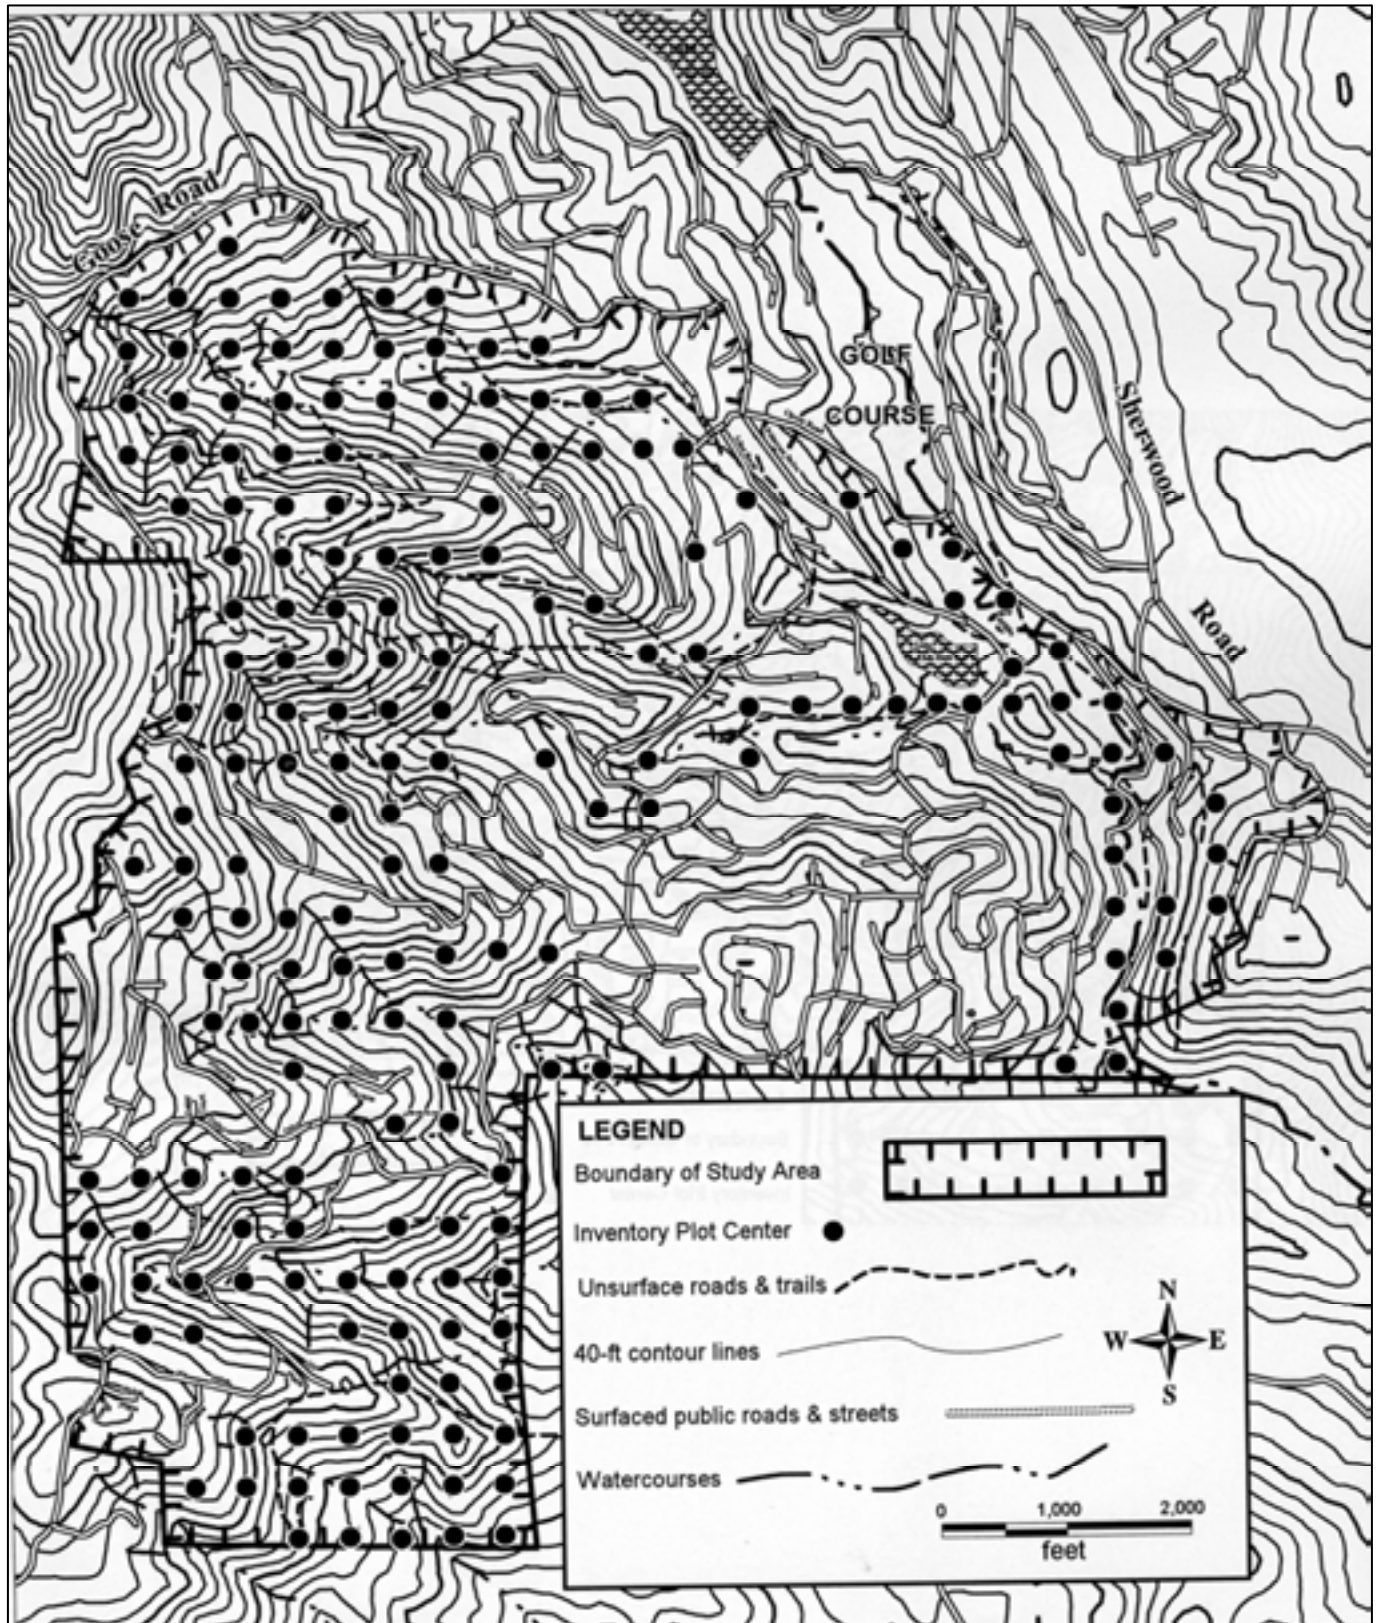 Goose Road
GOLF
COURSE
Sherwood
Road
LEGEND
Boundary of Study Area
Inventory Plot Center
Unsurface roads & trails
40-ft contour lines
Surfaced public roads & streets
Watercourses
N
W E
S
0 1,000 2,000
feet